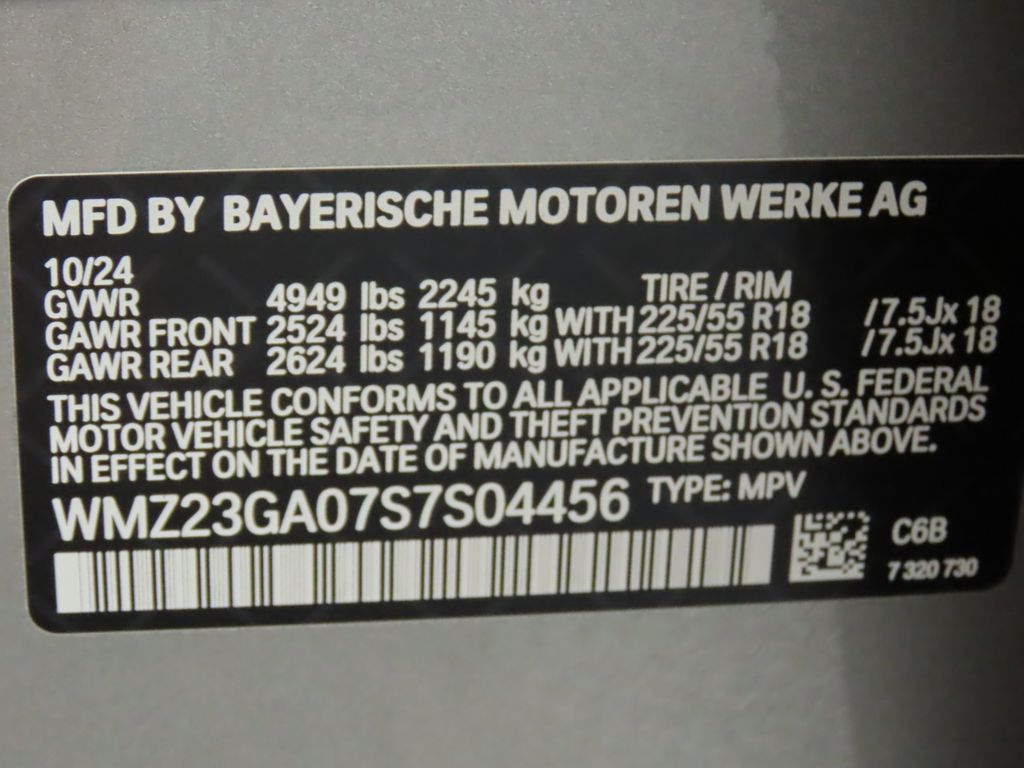 MFD BY BAYERISCHE MOTOREN WERKE AG
10/24
TIRE / RIM
GVWR 4949 lbs 2245 kg
GAWR FRONT 2524 lbs 1145 kg WITH 225/55 R18 /7.5Jx 18
GAWR REAR 2624 lbs 1190 kg WITH 225/55 R18 /7.5Jx 18
THIS VEHICLE CONFORMS TO ALL APPLICABLE U. S. FEDERAL
MOTOR VEHICLE SAFETY AND THEFT PREVENTION STANDARDS
IN EFFECT ON THE DATE OF MANUFACTURE SHOWN ABOVE.
WMZ23GA07S7S04456 TYPE: MPV
C6B
7 320 730